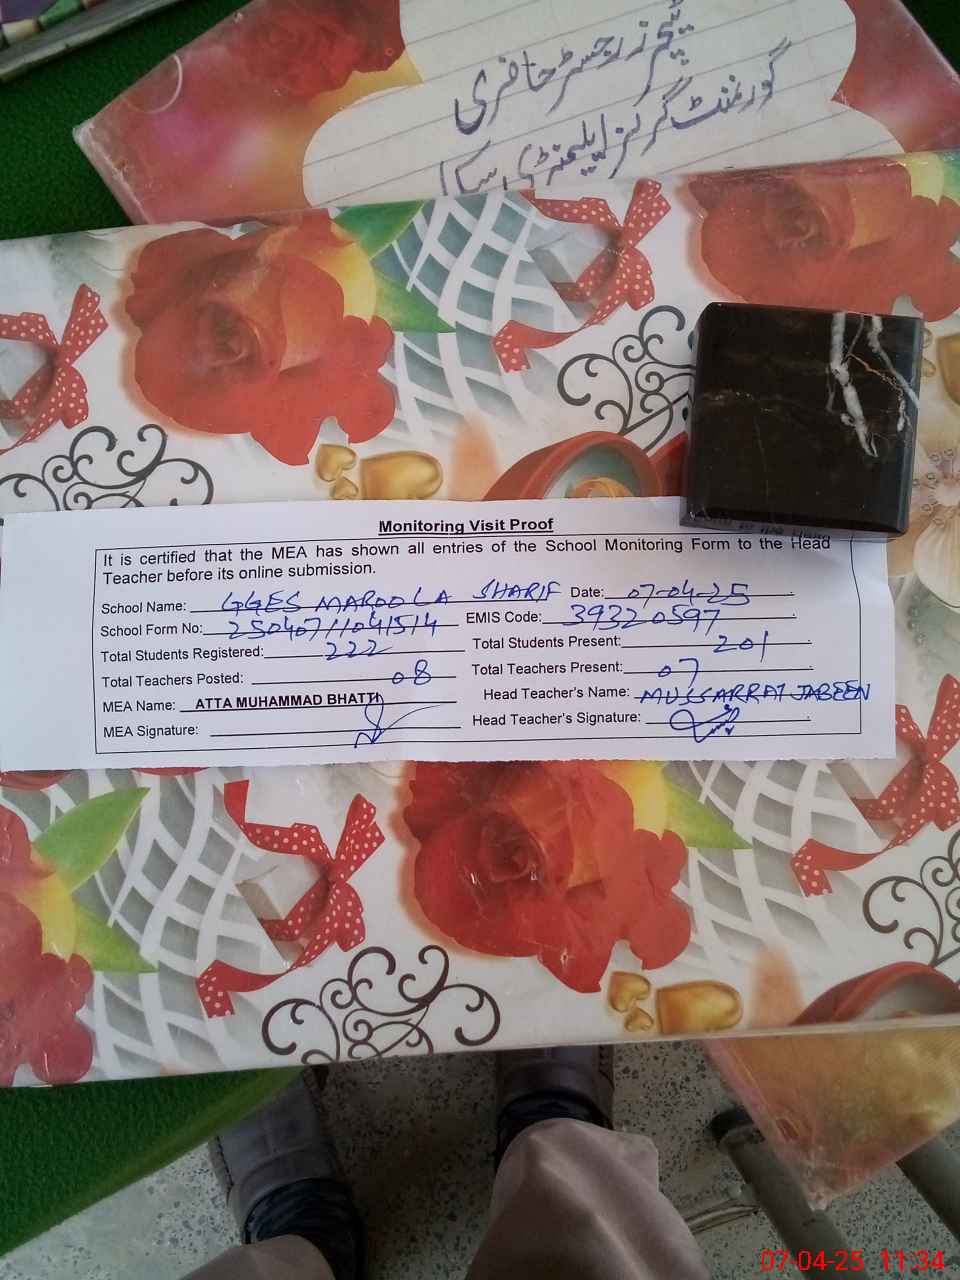 ٹیچرز رجسٹر حاضری
گورنمنٹ گرلز ایلیمنٹری سکو
Monitoring Visit Proof
It is certified that the MEA has shown all entries of the School Monitoring Form to the Head
Teacher before its online submission.
School Name: GGES MAROOLA SHARIF Date: 07-04-25
School Form No: 25040711041514 EMIS Code: 39320597
Total Students Registered: 222 Total Students Present: 201
Total Teachers Posted: 08 Total Teachers Present: 07
MEA Name: ATTA MUHAMMAD BHATTI Head Teacher's Name: MUSSARRAT JABEEN
MEA Signature: Head Teacher's Signature:
07-04-25 11:34